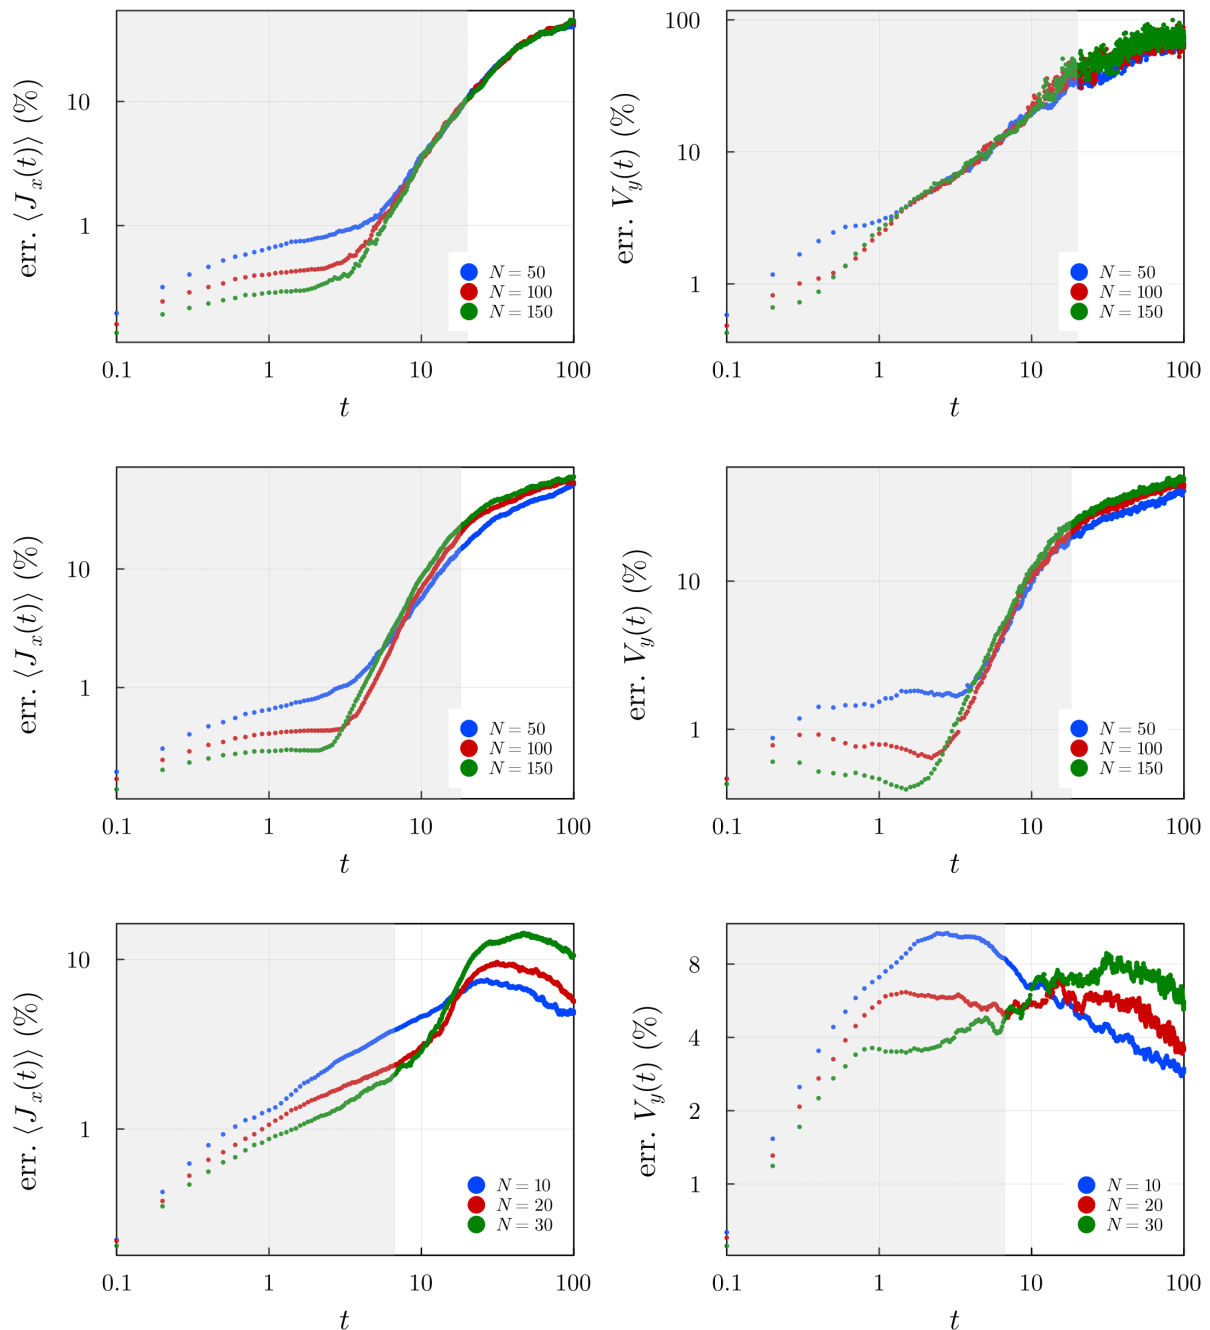 err. ⟨J_x(t)⟩ (%)
10
1
N = 50
N = 100
N = 150
0.1 1 10 100
t
err. V_y(t) (%)
100
10
1
N = 50
N = 100
N = 150
0.1 1 10 100
t
err. ⟨J_x(t)⟩ (%)
10
1
N = 50
N = 100
N = 150
0.1 1 10 100
t
err. V_y(t) (%)
10
1
N = 50
N = 100
N = 150
0.1 1 10 100
t
err. ⟨J_x(t)⟩ (%)
10
1
N = 10
N = 20
N = 30
0.1 1 10 100
t
err. V_y(t) (%)
8
4
2
1
N = 10
N = 20
N = 30
0.1 1 10 100
t